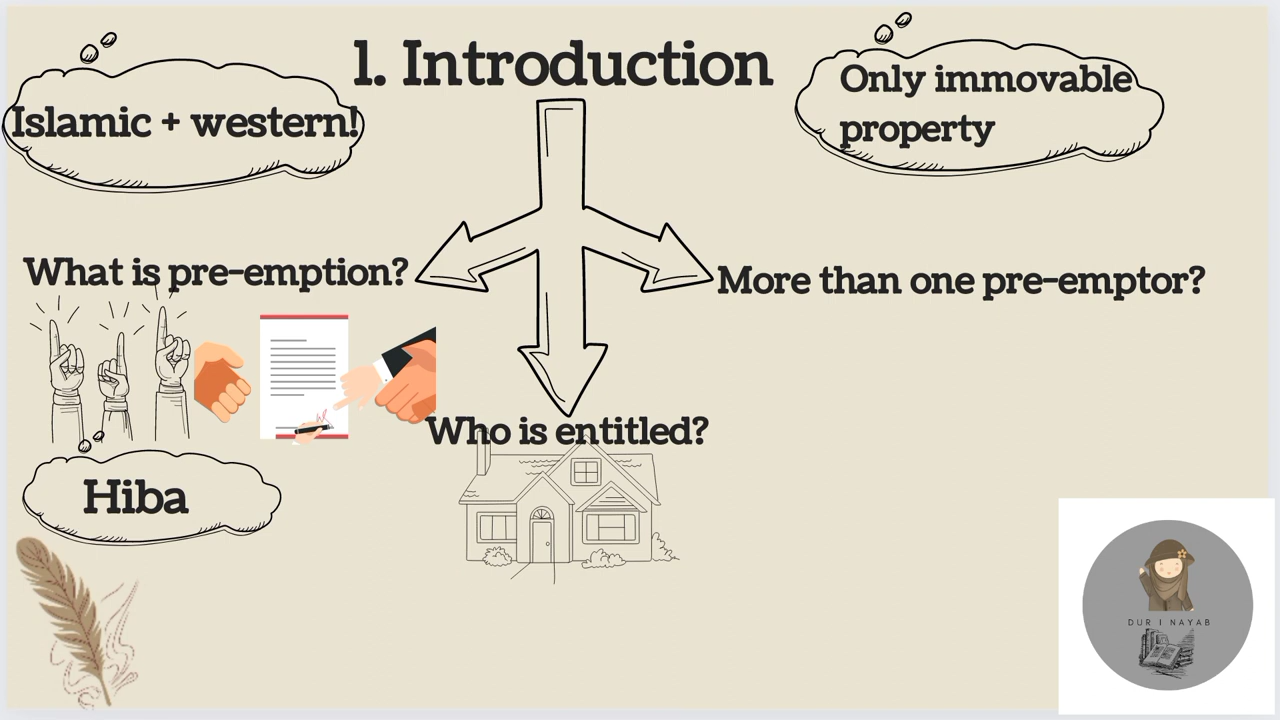 1. Introduction
Islamic + western!
Only immovable
property
What is pre-emption?
More than one pre-emptor?
Who is entitled?
Hiba
DUR I NAYAB